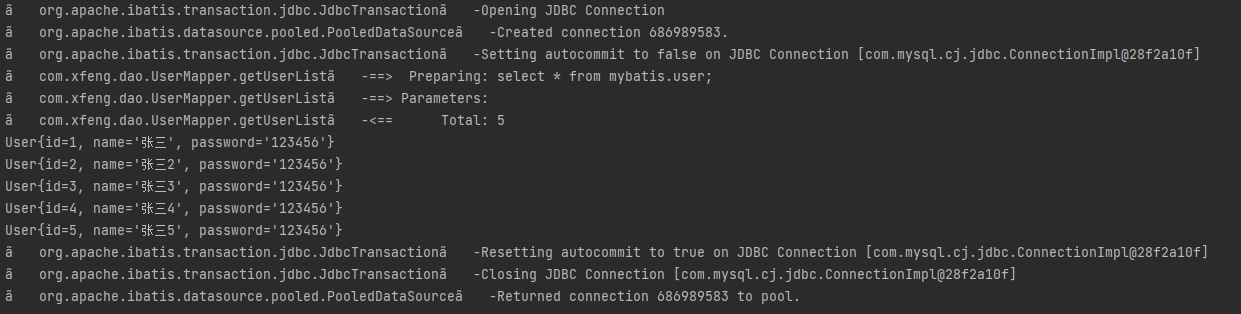 ã   org.apache.ibatis.transaction.jdbc.JdbcTransactionã   -Opening JDBC Connection
ã   org.apache.ibatis.datasource.pooled.PooledDataSourceã   -Created connection 686989583.
ã   org.apache.ibatis.transaction.jdbc.JdbcTransactionã   -Setting autocommit to false on JDBC Connection [com.mysql.cj.jdbc.ConnectionImpl@28f2a10f]
ã   com.xfeng.dao.UserMapper.getUserListã   -==>  Preparing: select * from mybatis.user;
ã   com.xfeng.dao.UserMapper.getUserListã   -==> Parameters:
ã   com.xfeng.dao.UserMapper.getUserListã   -<==      Total: 5
User{id=1, name='张三', password='123456'}
User{id=2, name='张三2', password='123456'}
User{id=3, name='张三3', password='123456'}
User{id=4, name='张三4', password='123456'}
User{id=5, name='张三5', password='123456'}
ã   org.apache.ibatis.transaction.jdbc.JdbcTransactionã   -Resetting autocommit to true on JDBC Connection [com.mysql.cj.jdbc.ConnectionImpl@28f2a10f]
ã   org.apache.ibatis.transaction.jdbc.JdbcTransactionã   -Closing JDBC Connection [com.mysql.cj.jdbc.ConnectionImpl@28f2a10f]
ã   org.apache.ibatis.datasource.pooled.PooledDataSourceã   -Returned connection 686989583 to pool.